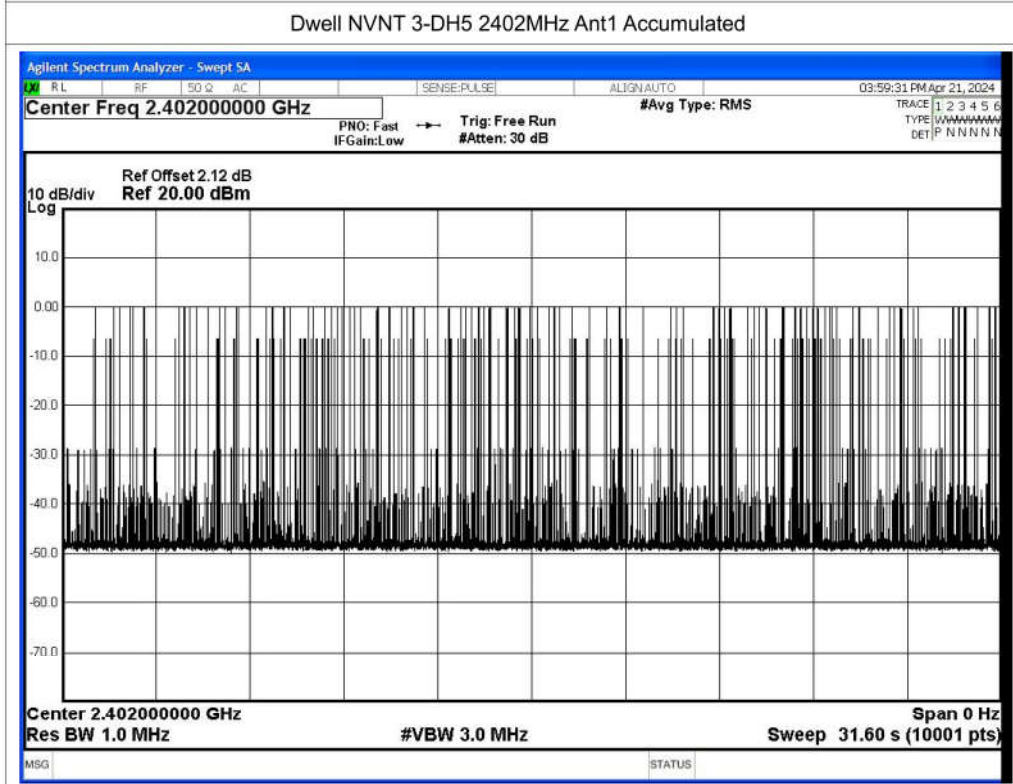 Dwell NVNT 3-DH5 2402MHz Ant1 Accumulated
Agilent Spectrum Analyzer - Swept SA
LXI RL RF 50 Ω AC SENSE:PULSE ALIGNAUTO 03:59:31 PM Apr 21, 2024
Center Freq 2.402000000 GHz #Avg Type: RMS TRACE 1 2 3 4 5 6
PNO: Fast Trig: Free Run TYPE
IFGain:Low #Atten: 30 dB DET P N N N N N
Ref Offset 2.12 dB
10 dB/div Ref 20.00 dBm
Log
10.0
0.00
-10.0
-20.0
-30.0
-40.0
-50.0
-60.0
-70.0
Center 2.402000000 GHz Span 0 Hz
Res BW 1.0 MHz #VBW 3.0 MHz Sweep 31.60 s (10001 pts)
MSG STATUS